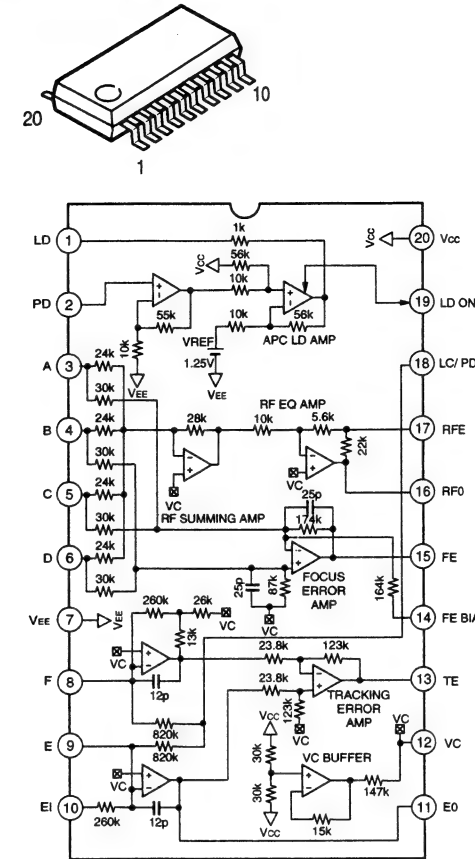 20
10
1
LD 1
1k
20 Vcc
Vcc
Vcc
56k
10k
PD 2
19 LD ON
55k
10k
56k
10k
VREF
1.25V
APC LD AMP
A 3
24k
VEE
VEE
18 LC/ PD
30k
RF EQ AMP
B 4
24k
28k
10k
5.6k
17 RFE
30k
22k
VC
VC
C 5
24k
16 RF0
30k
RF SUMMING AMP
25p
174k
D 6
24k
15 FE
30k
25p
87k
FOCUS
ERROR
AMP
164k
VEE 7
VEE
260k
26k
VC
VC
14 FE BIA
VC
13k
F 8
12p
23.8k
123k
13 TE
23.8k
820k
123k
TRACKING
ERROR
AMP
E 9
820k
VC
VC
12 VC
VCC
VC
30k
VC BUFFER
147k
30k
EI 10
260k
12p
VCC
15k
11 E0